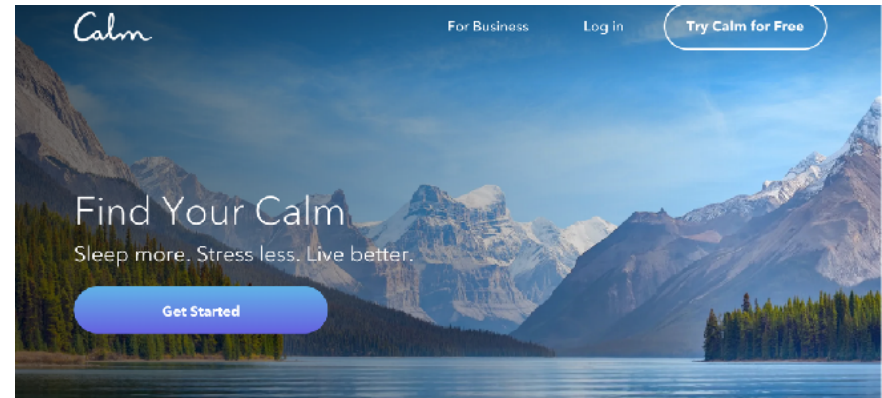 Calm
For Business
Log in
Try Calm for Free
Find Your Calm
Sleep more. Stress less. Live better.
Get Started